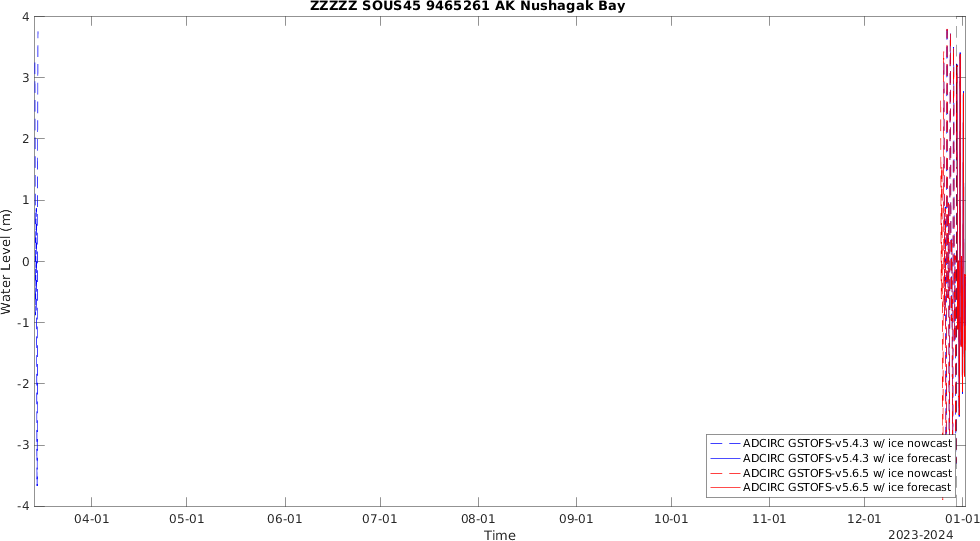 ZZZZZ SOUS45 9465261 AK Nushagak Bay
4
3
2
1
0
-1
-2
-3
-4
Water Level (m)
ADCIRC GSTOFS-v5.4.3 w/ ice nowcast
ADCIRC GSTOFS-v5.4.3 w/ ice forecast
ADCIRC GSTOFS-v5.6.5 w/ ice nowcast
ADCIRC GSTOFS-v5.6.5 w/ ice forecast
04-01 05-01 06-01 07-01 08-01 09-01 10-01 11-01 12-01 01-01
Time
2023-2024